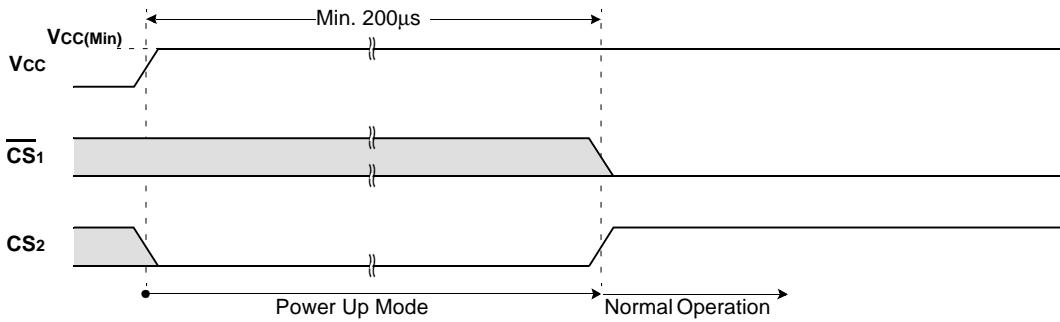 Min. 200μs
VCC(Min)
VCC
CS1
CS2
Power Up Mode
Normal Operation